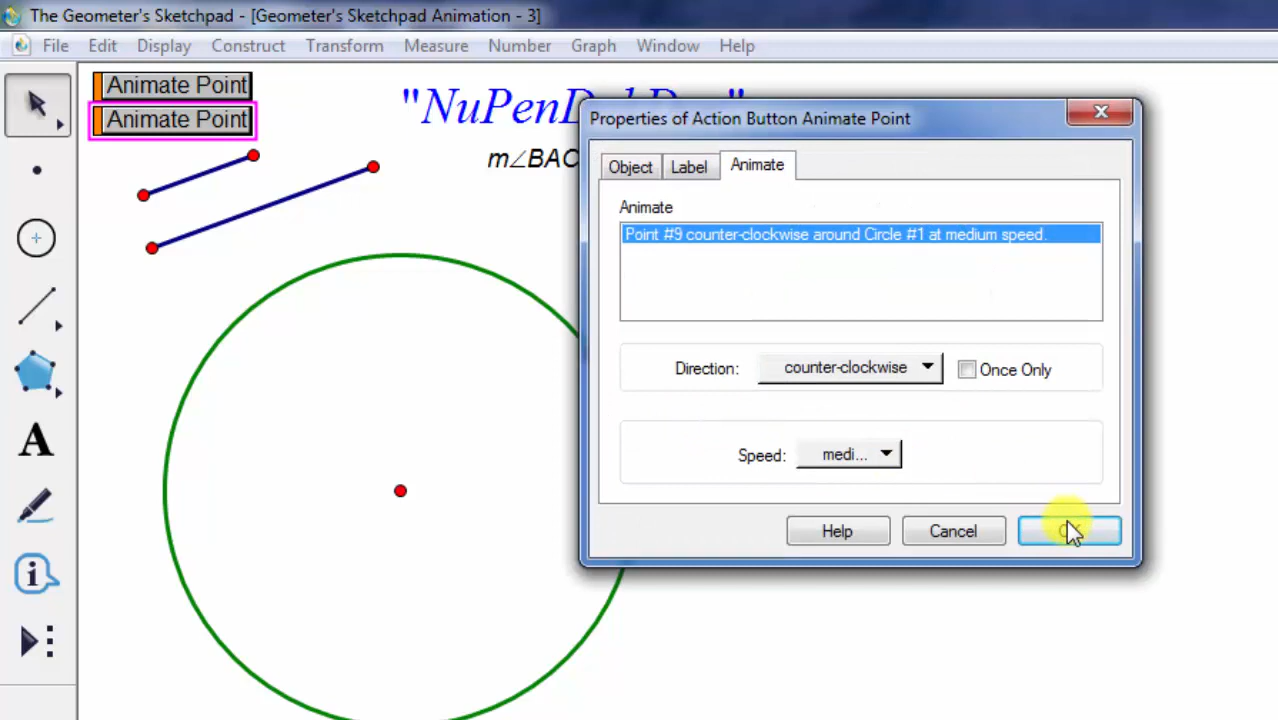 The Geometer's Sketchpad - [Geometer's Sketchpad Animation - 3]
File Edit Display Construct Transform Measure Number Graph Window Help
Animate Point
Animate Point
Properties of Action Button Animate Point
m∠BAC
Object Label Animate
Animate
Point #9 counter-clockwise around Circle #1 at medium speed.
Direction: counter-clockwise Once Only
Speed: medi...
Help Cancel
A